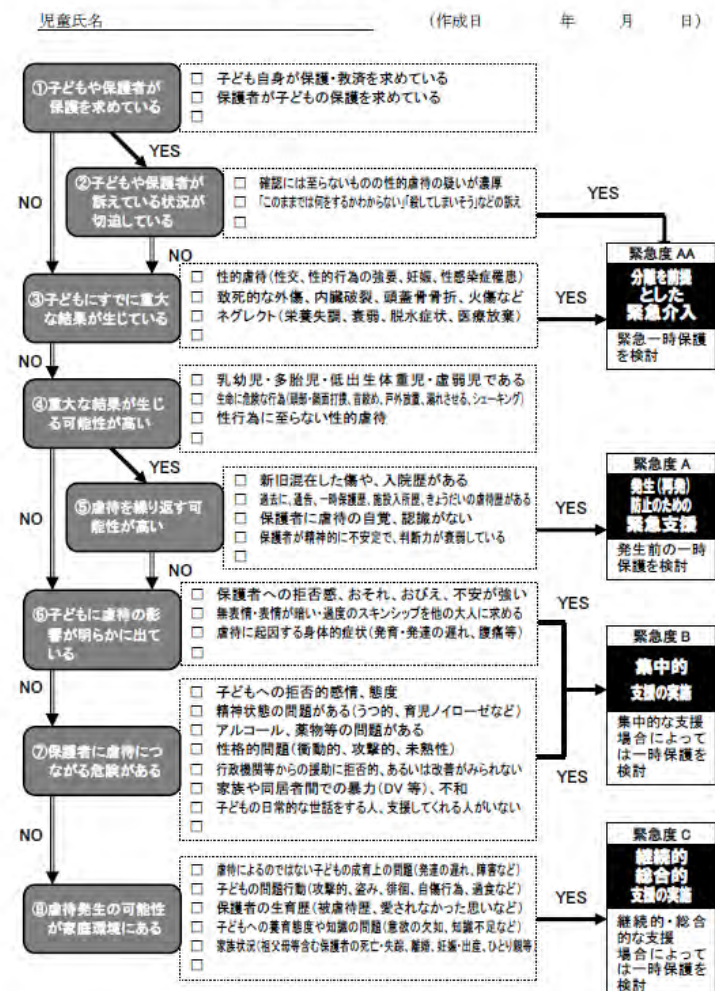 児童氏名 (作成日 年 月 日)
①子どもや保護者が
保護を求めている
□ 子ども自身が保護・救済を求めている
□ 保護者が子どもの保護を求めている
□
YES
NO
②子どもや保護者が
訴えている状況が
切迫している
□ 確認には至らないものの性的虐待の疑いが濃厚
□ 「このままでは何をするかわからない」「殺してしまいそう」などの訴え
□
YES
NO
③子どもにすでに重大
な結果が生じている
□ 性的虐待(性交、性的行為の強要、妊娠、性感染症罹患)
□ 致死的な外傷、内臓破裂、頭蓋骨骨折、火傷など
□ ネグレクト(栄養失調、衰弱、脱水症状、医療放棄)
□
YES
緊急度 AA
分離を前提
とした
緊急介入
緊急一時保護
を検討
NO
④重大な結果が生じ
る可能性が高い
□ 乳幼児・多胎児・低出生体重児・虚弱児である
□ 生命に危険な行為(頭部・顔面打撲、首絞め、戸外放置、溺れさせる、シェーキング)
□ 性行為に至らない性的虐待
□
YES
NO
⑤虐待を繰り返す可
能性が高い
□ 新旧混在した傷や、入院歴がある
□ 過去に、通告、一時保護歴、施設入所歴、きょうだいの虐待歴がある
□ 保護者に虐待の自覚、認識がない
□ 保護者が精神的に不安定で、判断力が衰弱している
□
YES
緊急度 A
発生(再発)
防止のための
緊急支援
発生前の一時
保護を検討
NO
⑥子どもに虐待の影
響が明らかに出て
いる
□ 保護者への拒否感、おそれ、おびえ、不安が強い
□ 無表情・表情が暗い・過度のスキンシップを他の大人に求める
□ 虐待に起因する身体的症状(発育・発達の遅れ、腹痛等)
□
YES
緊急度 B
集中的
支援の実施
集中的な支援
場合によって
は一時保護を
検討
NO
⑦保護者に虐待につ
ながる危険がある
□ 子どもへの拒否的感情、態度
□ 精神状態の問題がある(うつ的、育児ノイローゼなど)
□ アルコール、薬物等の問題がある
□ 性格的問題(衝動的、攻撃的、未熟性)
□ 行政機関等からの援助に拒否的、あるいは改善がみられない
□ 家族や同居者間での暴力(DV 等)、不和
□ 子どもの日常的な世話をする人、支援してくれる人がいない
□
YES
NO
⑧虐待発生の可能性
が家庭環境にある
□ 虐待によるのではない子どもの成育上の問題(発達の遅れ、障害など)
□ 子どもの問題行動(攻撃的、盗み、徘徊、自傷行為、過食など)
□ 保護者の生育歴(被虐待歴、愛されなかった思いなど)
□ 子どもへの養育態度や知識の問題(意欲の欠如、知識不足など)
□ 家族状況(祖父母等含む保護者の死亡・失踪、離婚、妊娠・出産、ひとり親等)
□
YES
緊急度 C
継続的
総合的
支援の実施
継続的・総合
的な支援
場合によって
は一時保護を
検討